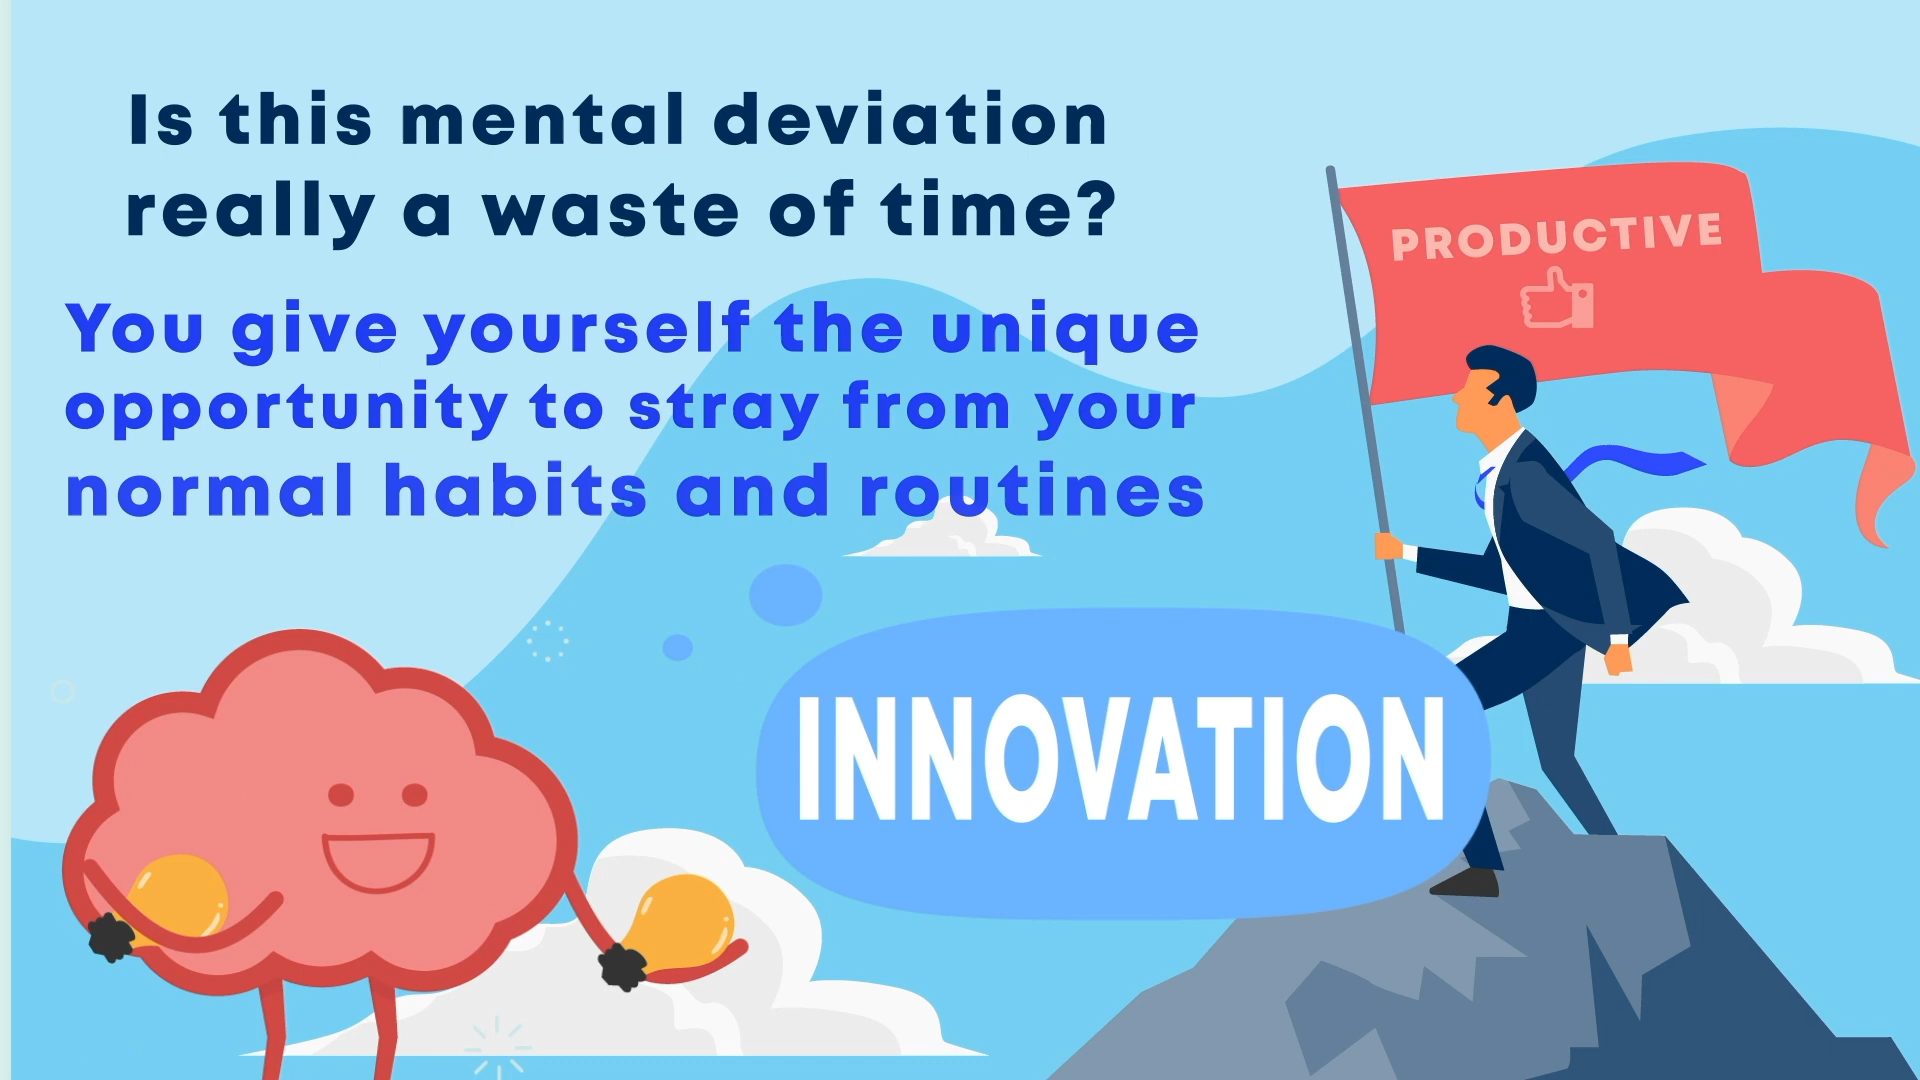 Is this mental deviation
really a waste of time?
You give yourself the unique
opportunity to stray from your
normal habits and routines
PRODUCTIVE
INNOVATION